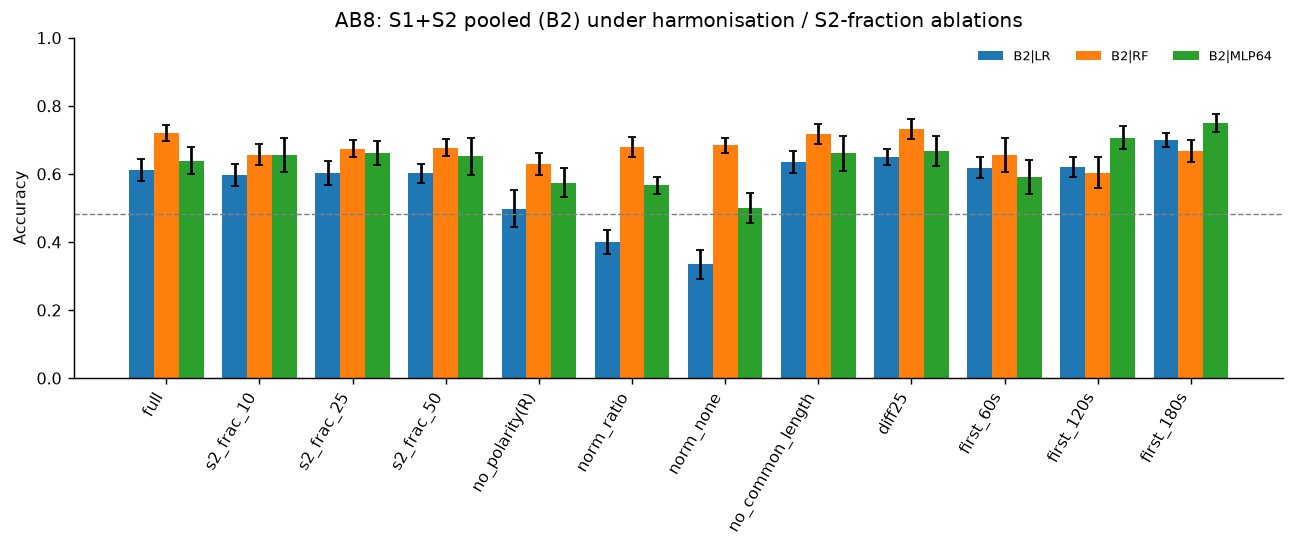 AB8: S1+S2 pooled (B2) under harmonisation / S2-fraction ablations
B2|LR
B2|RF
B2|MLP64
Accuracy
1.0
0.8
0.6
0.4
0.2
0.0
full
s2_frac_10
s2_frac_25
s2_frac_50
no_polarity(R)
norm_ratio
norm_none
no_common_length
diff25
first_60s
first_120s
first_180s